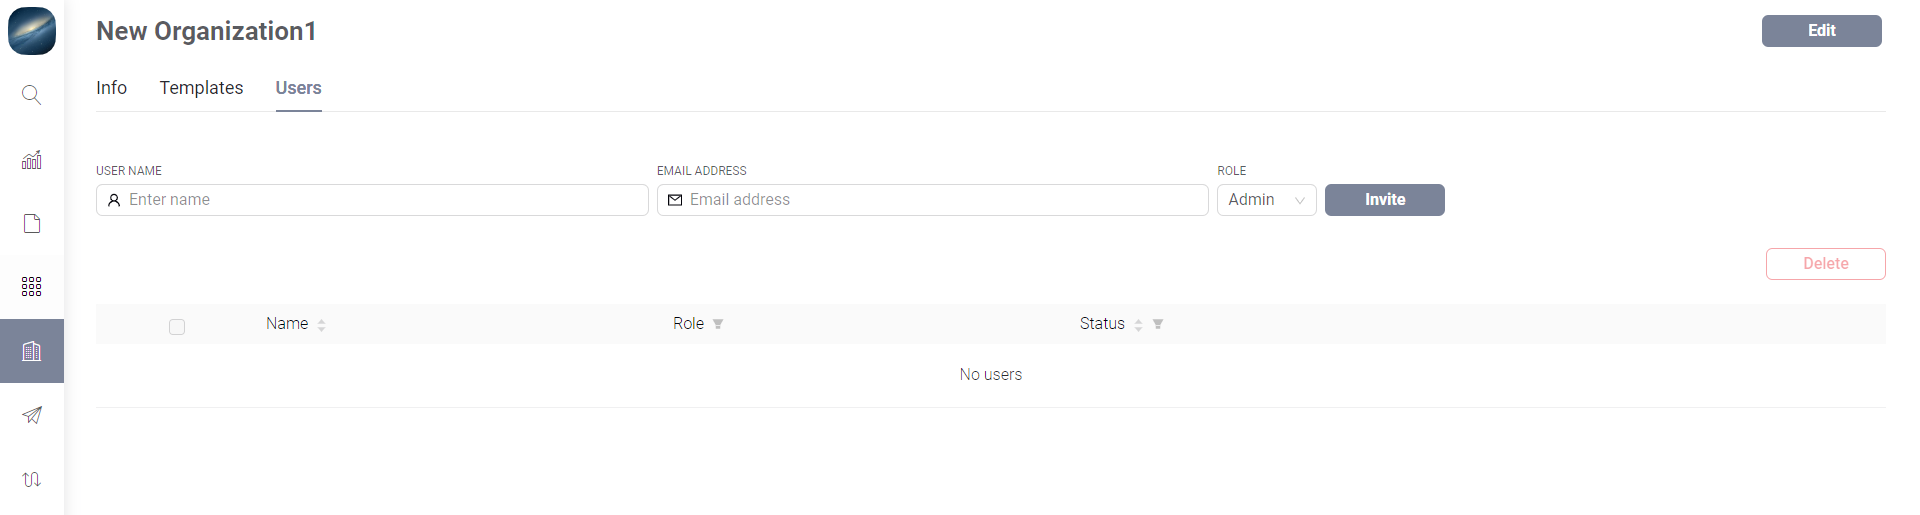 New Organization1
Edit
Info Templates Users
USER NAME EMAIL ADDRESS ROLE
Enter name Email address Admin Invite
Delete
Name Role Status
No users